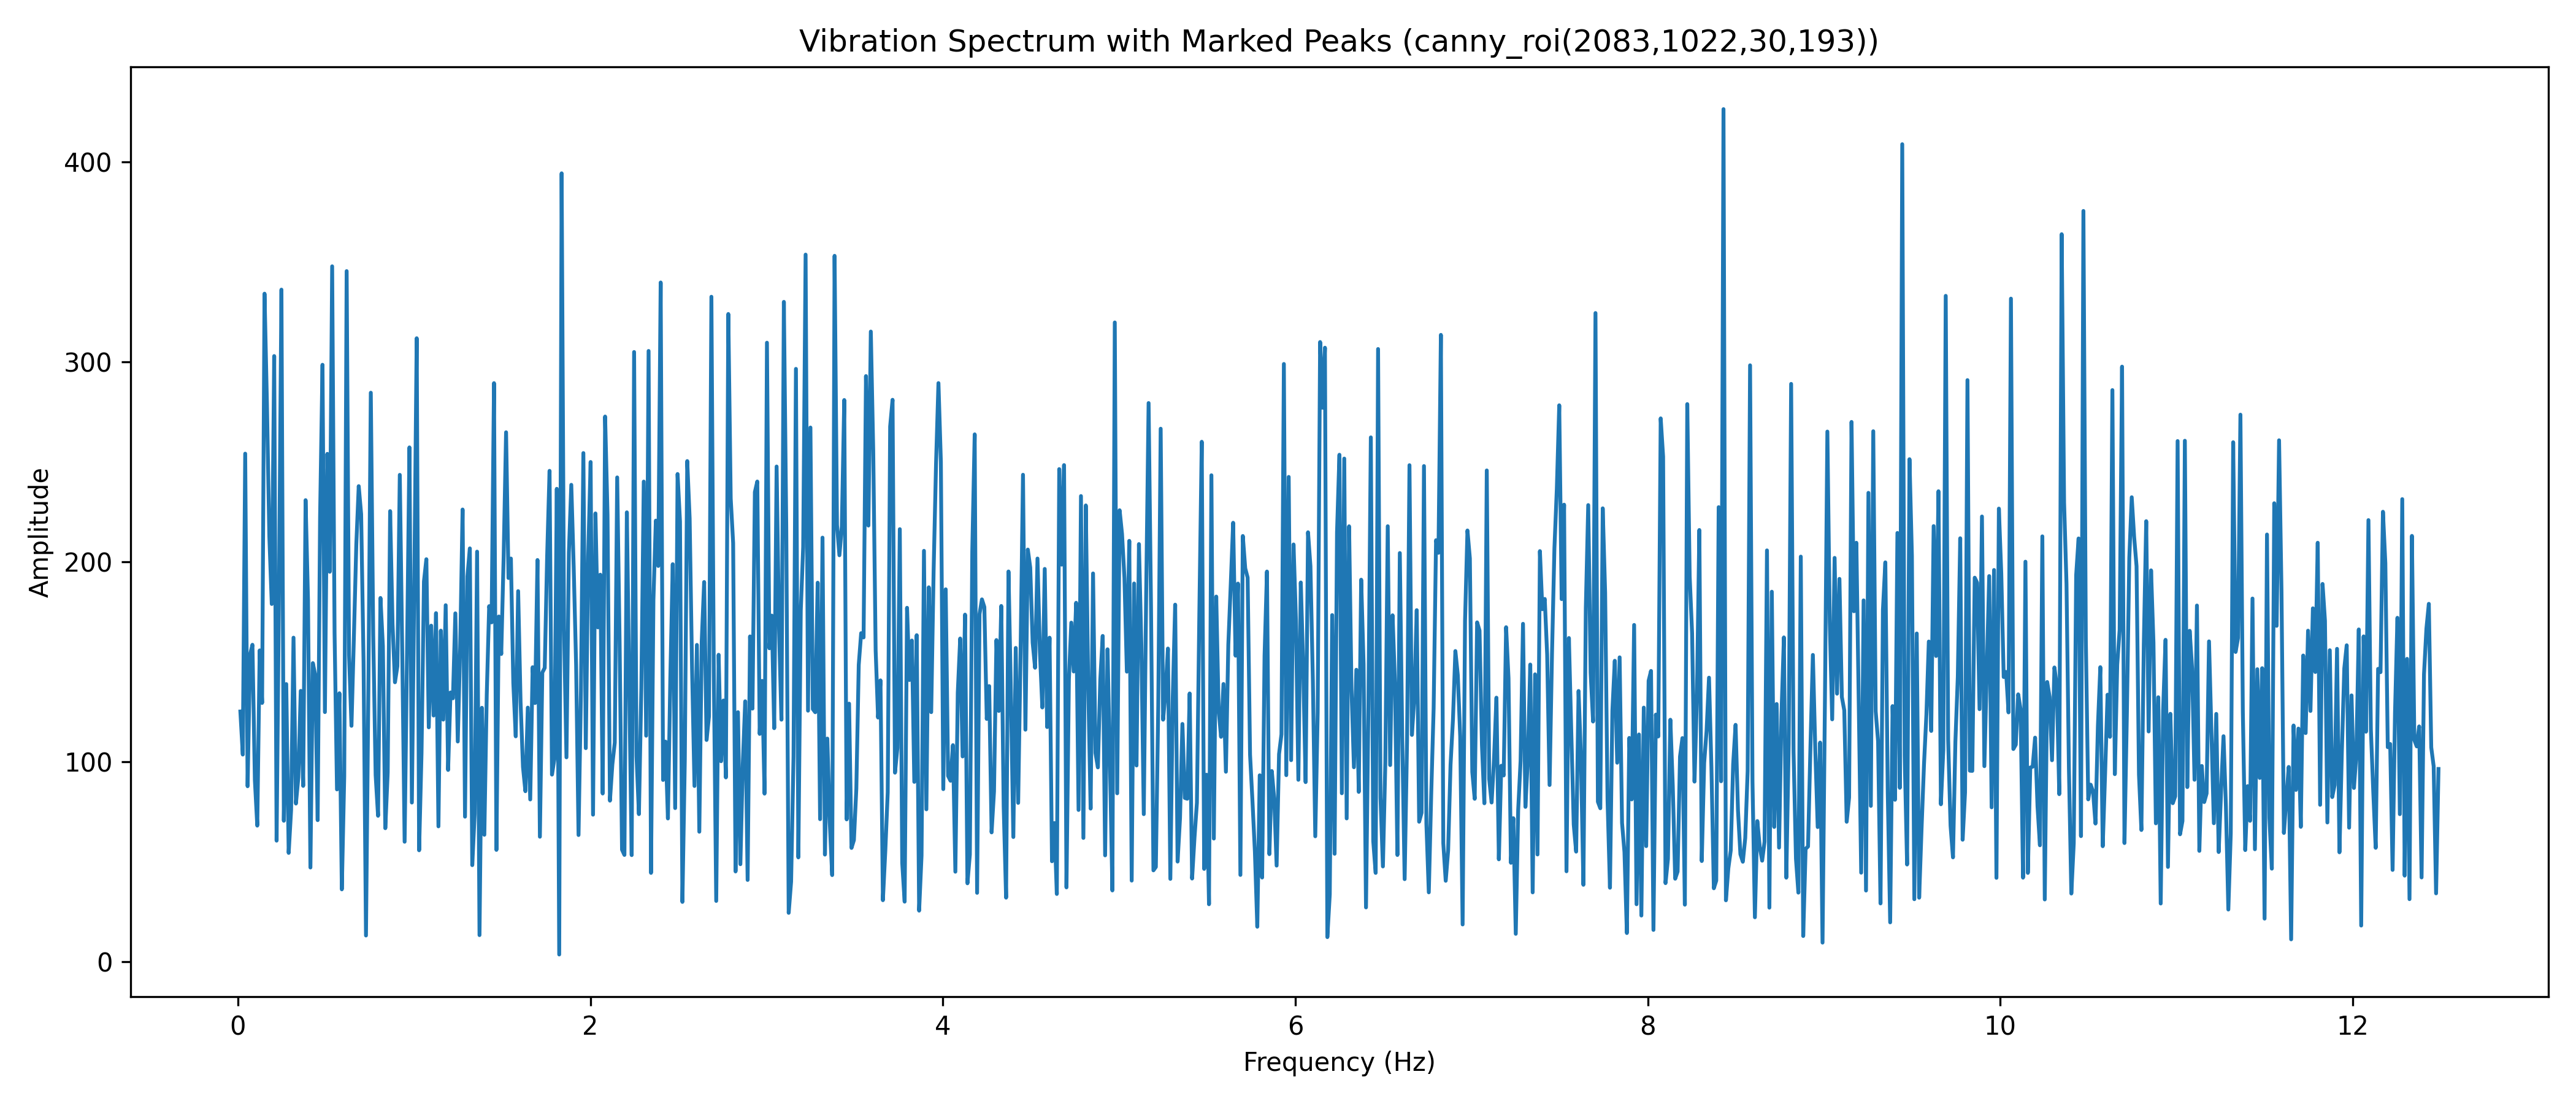 Vibration Spectrum with Marked Peaks (canny_roi(2083,1022,30,193))
400
300
200
100
0
Amplitude
0 2 4 6 8 10 12
Frequency (Hz)